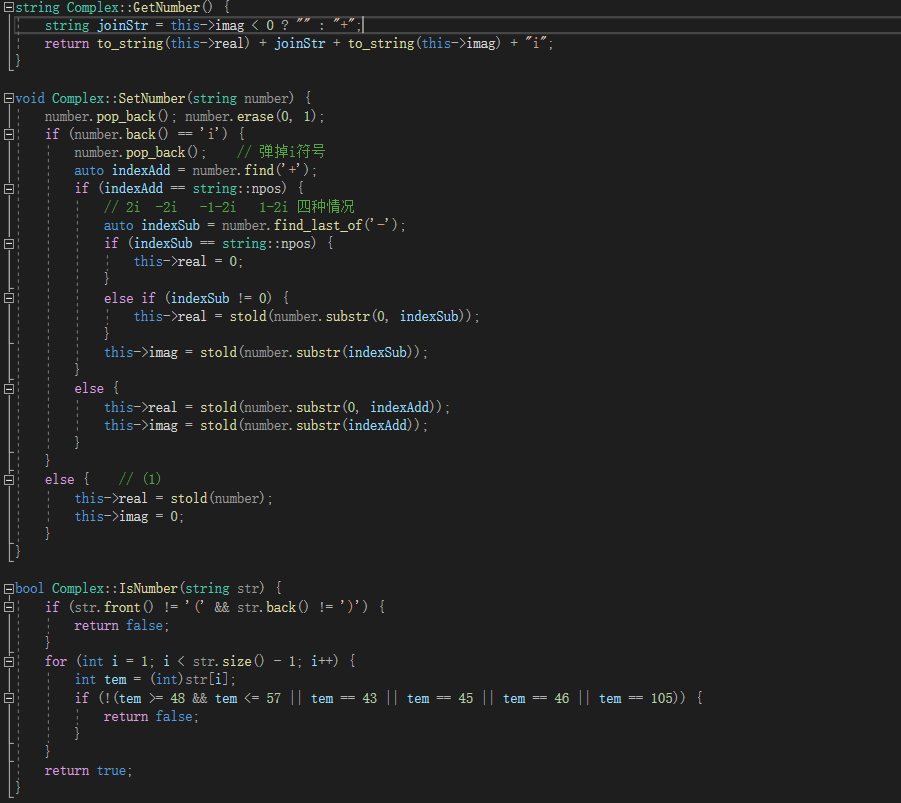 string Complex::GetNumber() {
    string joinStr = this->imag < 0 ? "" : "+";
    return to_string(this->real) + joinStr + to_string(this->imag) + "i";
}
void Complex::SetNumber(string number) {
    number.pop_back(); number.erase(0, 1);
    if (number.back() == 'i') {
        number.pop_back();    // 弹掉i符号
        auto indexAdd = number.find('+');
        if (indexAdd == string::npos) {
            // 2i  -2i   -1-2i   1-2i 四种情况
            auto indexSub = number.find_last_of('-');
            if (indexSub == string::npos) {
                this->real = 0;
            }
            else if (indexSub != 0) {
                this->real = stold(number.substr(0, indexSub));
            }
            this->imag = stold(number.substr(indexSub));
        }
        else {
            this->real = stold(number.substr(0, indexAdd));
            this->imag = stold(number.substr(indexAdd));
        }
    }
    else {    // (1)
        this->real = stold(number);
        this->imag = 0;
    }
}
bool Complex::IsNumber(string str) {
    if (str.front() != '(' && str.back() != ')') {
        return false;
    }
    for (int i = 1; i < str.size() - 1; i++) {
        int tem = (int)str[i];
        if (!(tem >= 48 && tem <= 57 || tem == 43 || tem == 45 || tem == 46 || tem == 105)) {
            return false;
        }
    }
    return true;
}